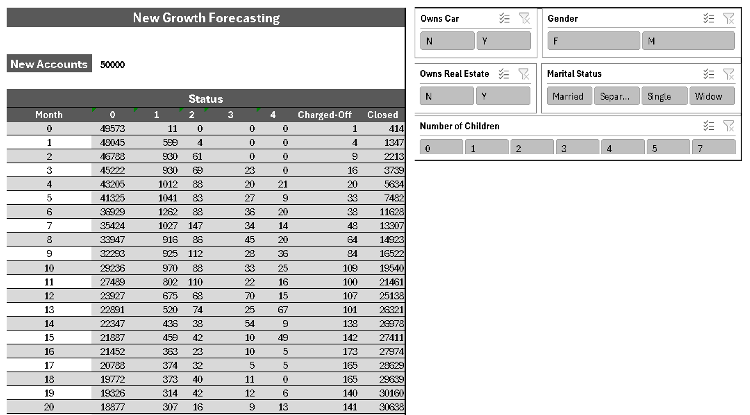 New Growth Forecasting
New Accounts 50000
Status
Month 0 1 2 3 4 Charged-Off Closed
0 49573 11 0 0 0 1 414
1 48045 599 4 0 0 4 1347
2 46788 930 61 0 0 9 2213
3 45222 930 69 23 0 16 3739
4 43205 1012 88 20 21 20 5634
5 41325 1041 83 27 9 33 7482
6 36929 1262 88 36 20 38 11628
7 35424 1027 147 34 14 48 13307
8 33947 916 86 45 20 64 14923
9 32293 925 112 28 36 84 16522
10 29236 970 88 33 25 109 19540
11 27489 802 110 22 16 100 21461
12 23927 675 68 70 15 107 25138
13 22891 520 74 25 67 101 26321
14 22347 436 38 54 9 138 26978
15 21887 459 42 10 49 142 27411
16 21452 363 23 10 5 173 27974
17 20788 374 32 5 5 165 28629
18 19772 373 40 11 0 165 29639
19 19326 314 42 12 6 140 30160
20 18877 307 16 9 13 141 30638
Owns Car
N Y
Gender
F M
Owns Real Estate
N Y
Marital Status
Married Separ... Single Widow
Number of Children
0 1 2 3 4 5 7